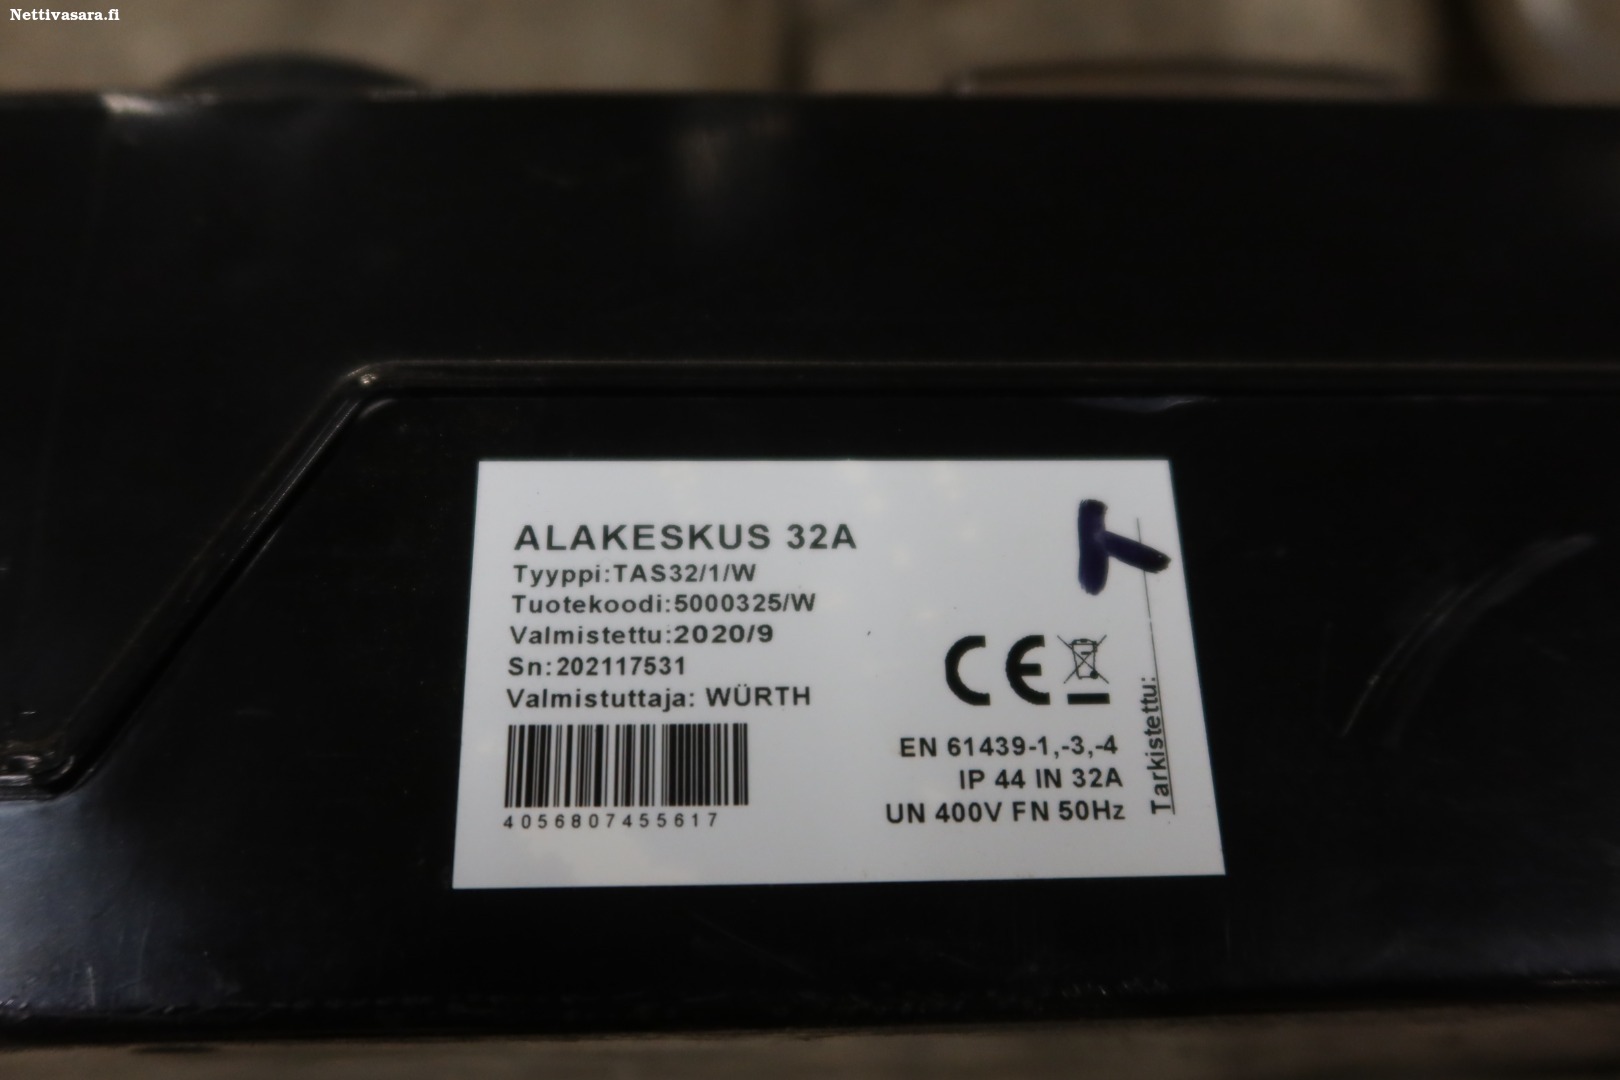 Nettivasara.fi
ALAKESKUS 32A
Tyyppi:TAS32/1/W
Tuotekoodi:5000325/W
Valmistettu:2020/9
Sn:202117531
Valmistuttaja: WÜRTH
4056807455617
CE
EN 61439-1,-3,-4
IP 44 IN 32A
UN 400V FN 50Hz
Tarkistettu: